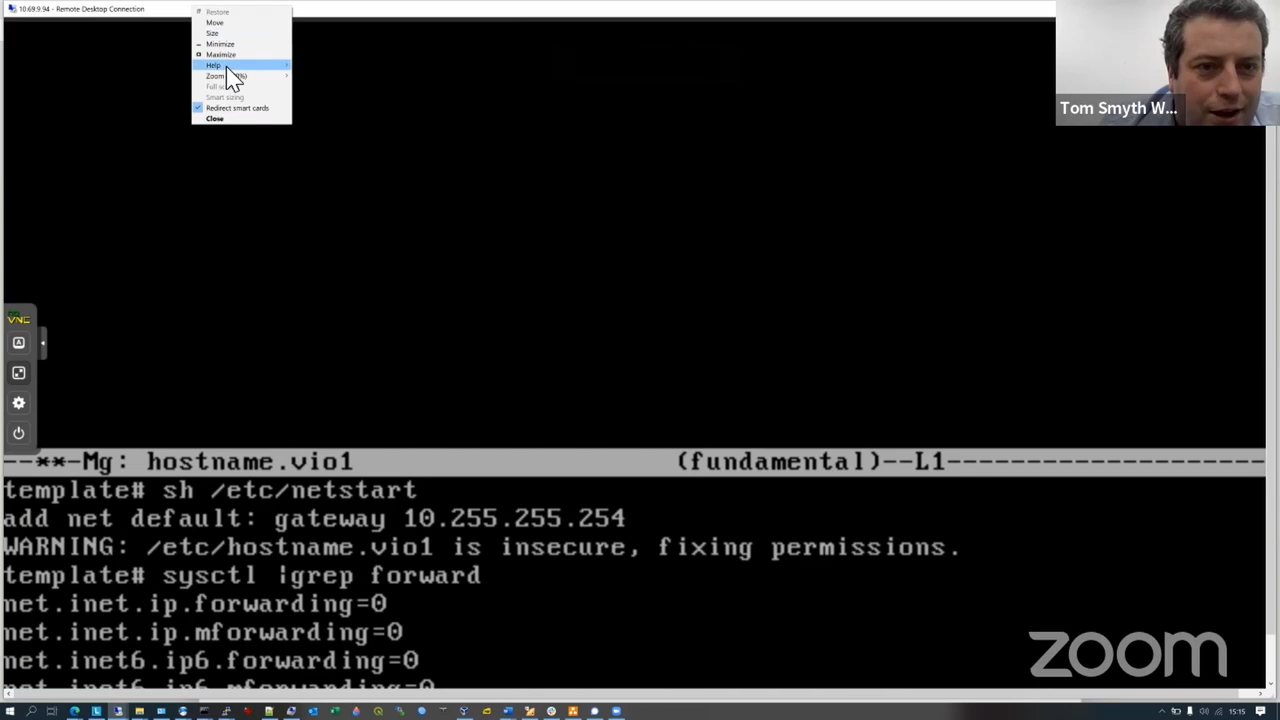 10.69.9.94 - Remote Desktop Connection
Restore
Move
Size
Minimize
Maximize
Help
Zoom
Smart sizing
Redirect smart cards
Close
Tom Smyth W...
VNC
A
--**-Mg: hostname.vio1 (fundamental)--L1--------------------
template# sh /etc/netstart
add net default: gateway 10.255.255.254
WARNING: /etc/hostname.vio1 is insecure, fixing permissions.
template# sysctl |grep forward
net.inet.ip.forwarding=0
net.inet.ip.mforwarding=0
net.inet6.ip6.forwarding=0
net.inet6.ip6.mforwarding=0
zoom
15:15